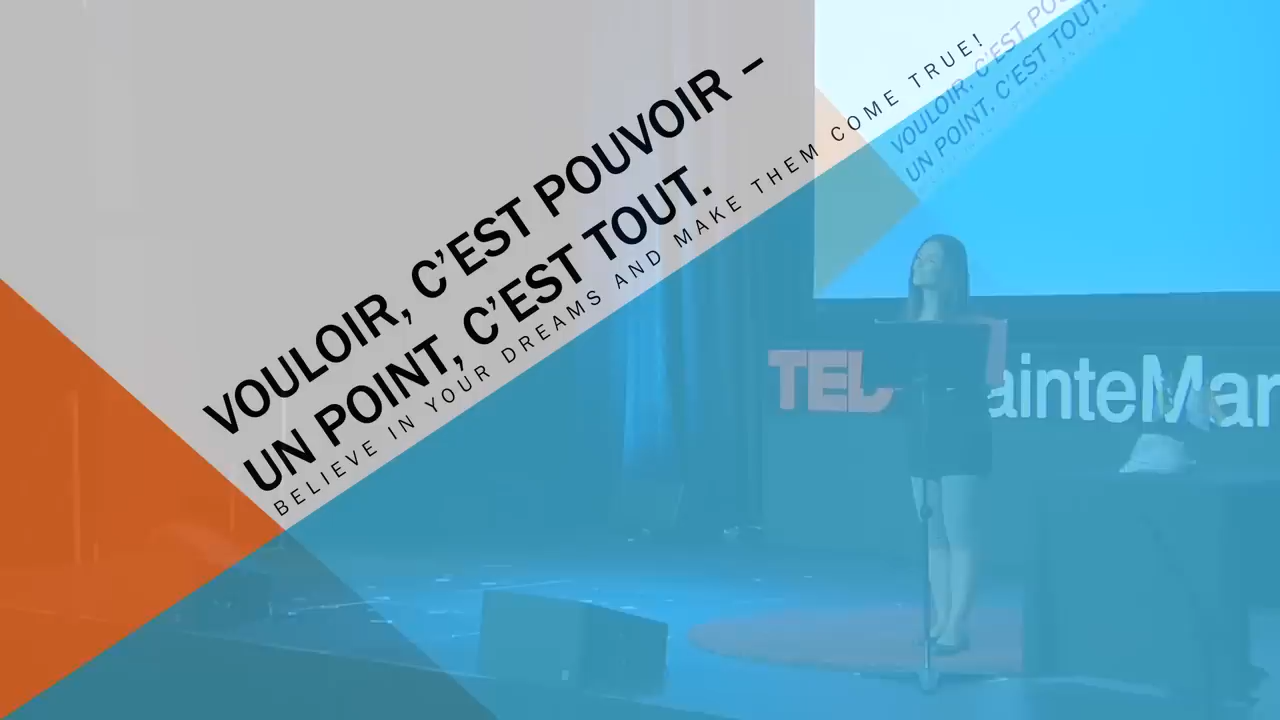 VOULOIR, C'EST POUVOIR –
UN POINT, C'EST TOUT.
BELIEVE IN YOUR DREAMS AND MAKE THEM COME TRUE!
VOULOIR, C'EST POU
UN POINT, C'EST TOUT.
TED ainteMar